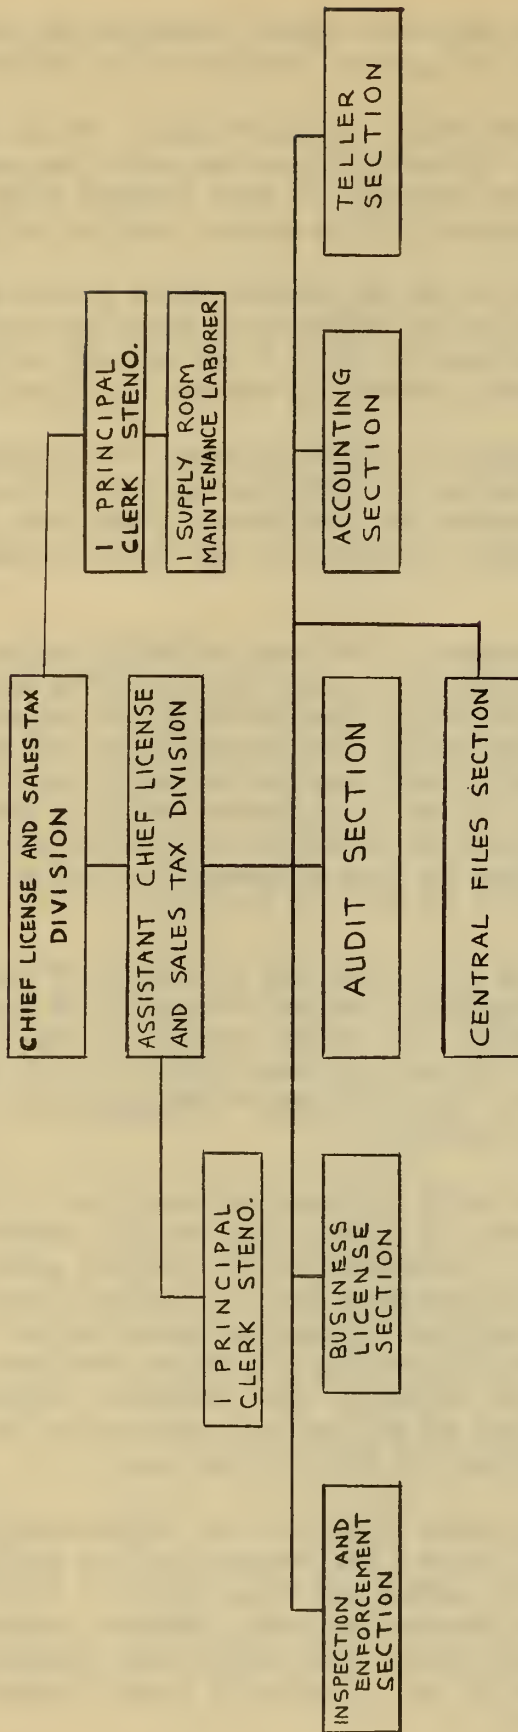 CHIEF LICENSE AND SALES TAX
DIVISION
1 PRINCIPAL
CLERK STENO.
1 SUPPLY ROOM
MAINTENANCE LABORER
ASSISTANT CHIEF LICENSE
AND SALES TAX DIVISION
1 PRINCIPAL
CLERK STENO.
INSPECTION AND
ENFORCEMENT
SECTION
BUSINESS
LICENSE
SECTION
AUDIT SECTION
ACCOUNTING
SECTION
TELLER
SECTION
CENTRAL FILES SECTION